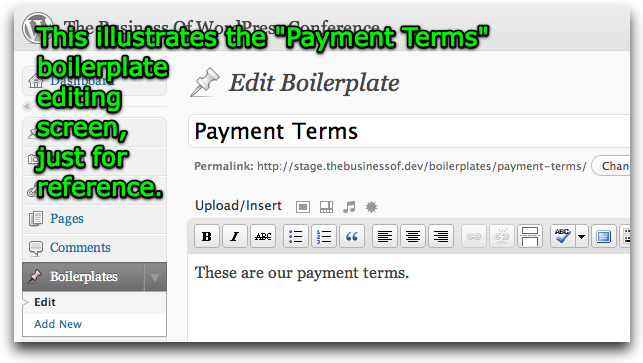 The Business Of WordPress Conference
This illustrates the "Payment Terms"
boilerplate
editing
screen,
just for
reference.
Dashboard
Pages
Comments
Boilerplates
Edit
Add New
Edit Boilerplate
Payment Terms
Permalink: http://stage.thebusinessof.dev/boilerplates/payment-terms/ Chan
Upload/Insert
B I ABC ABC
These are our payment terms.